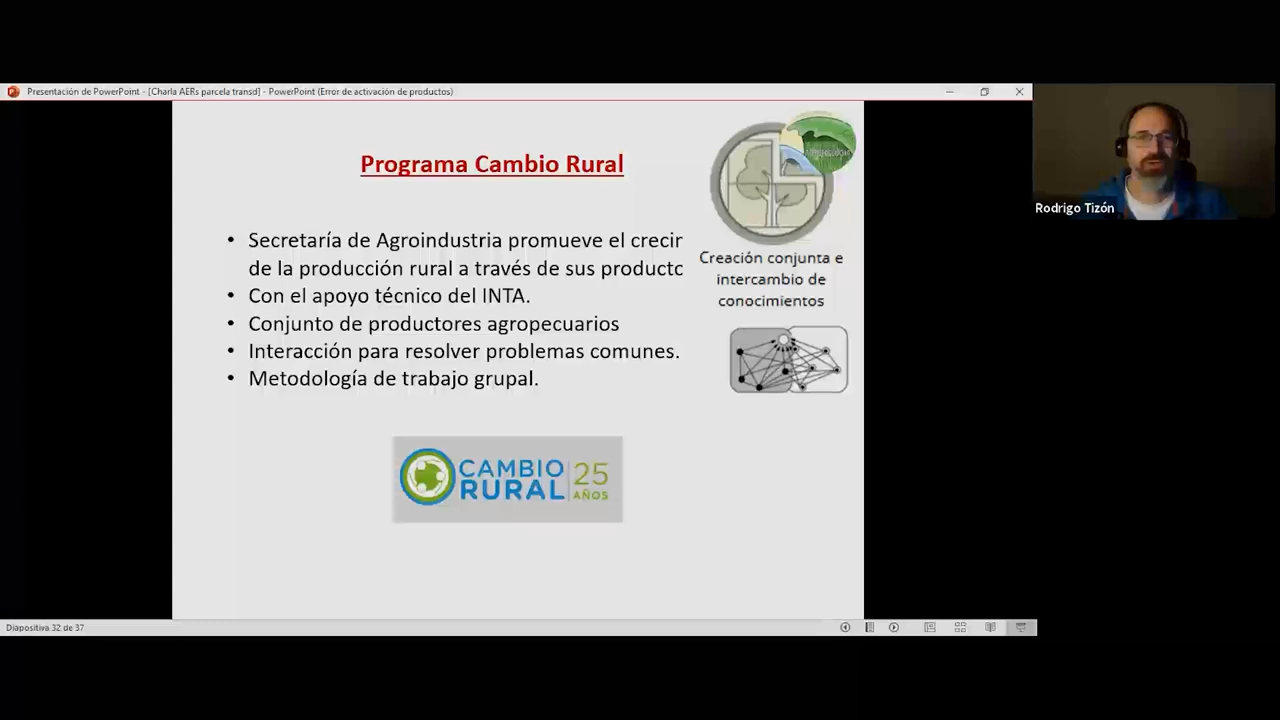 Presentación de PowerPoint - [Charla AERs parcela transd] - PowerPoint (Error de activación de productos)
Programa Cambio Rural
• Secretaría de Agroindustria promueve el crecir
de la producción rural a través de sus productc
• Con el apoyo técnico del INTA.
• Conjunto de productores agropecuarios
• Interacción para resolver problemas comunes.
• Metodología de trabajo grupal.
Creación conjunta e
intercambio de
conocimientos
CAMBIO
RURAL
25
AÑOS
Rodrigo Tizón
Diapositiva 32 de 37